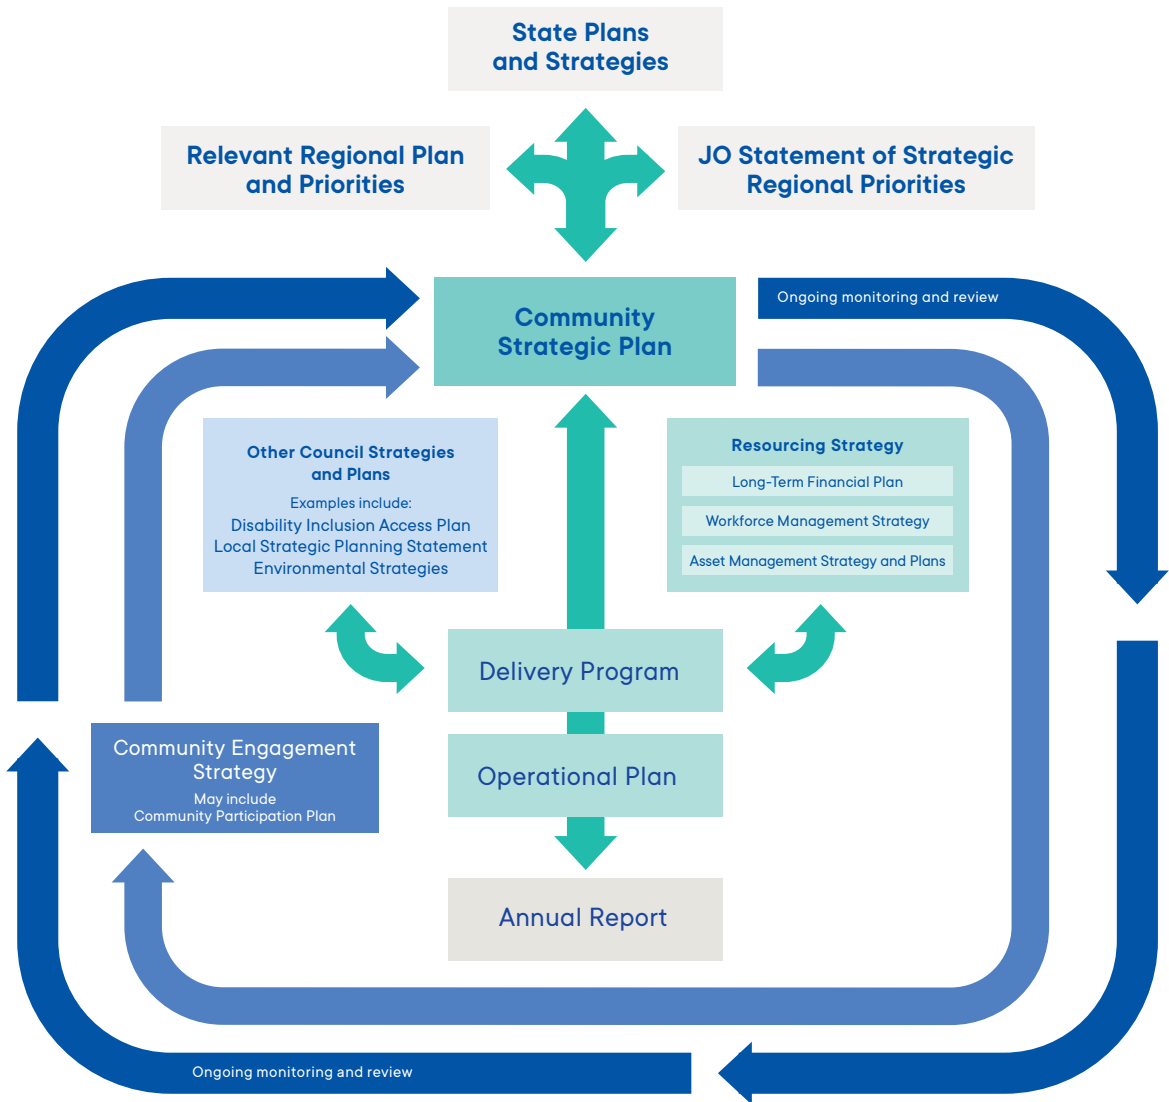 State Plans
and Strategies
Relevant Regional Plan
and Priorities
JO Statement of Strategic
Regional Priorities
Community
Strategic Plan
Ongoing monitoring and review
Other Council Strategies
and Plans
Examples include:
Disability Inclusion Access Plan
Local Strategic Planning Statement
Environmental Strategies
Resourcing Strategy
Long-Term Financial Plan
Workforce Management Strategy
Asset Management Strategy and Plans
Delivery Program
Community Engagement
Strategy
May include
Community Participation Plan
Operational Plan
Annual Report
Ongoing monitoring and review